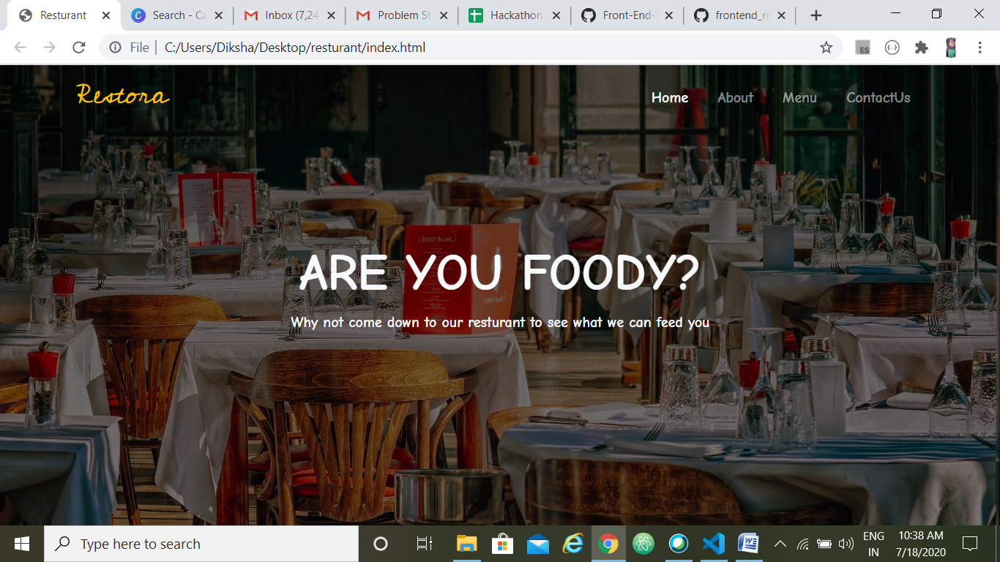 Resturant
Search - Ca
Inbox (7,24
Problem St
Hackathon
Front-End-
frontend_re
File
C:/Users/Diksha/Desktop/resturant/index.html
ES
Restora
Home
About
Menu
ContactUs
L'ESPRIT BLANC
ARE YOU FOODY?
Why not come down to our resturant to see what we can feed you
Type here to search
ENG
IN
10:38 AM
7/18/2020